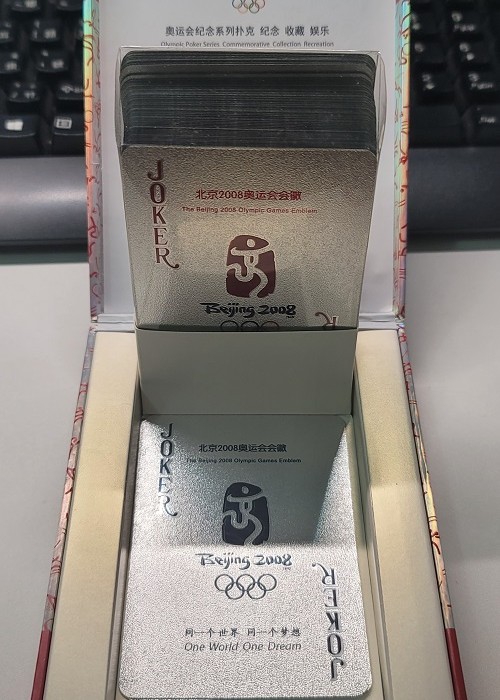 奥运会纪念系列扑克 纪念 收藏 娱乐
Olympic Poker Series Commemorative Collection Recreation
JOKER
北京2008奥运会会徽
The Beijing 2008 Olympic Games Emblem
Beijing 2008
JOKER
北京2008奥运会会徽
The Beijing 2008 Olympic Games Emblem
Beijing 2008
同一个世界 同一个梦想
One World One Dream
JOKER